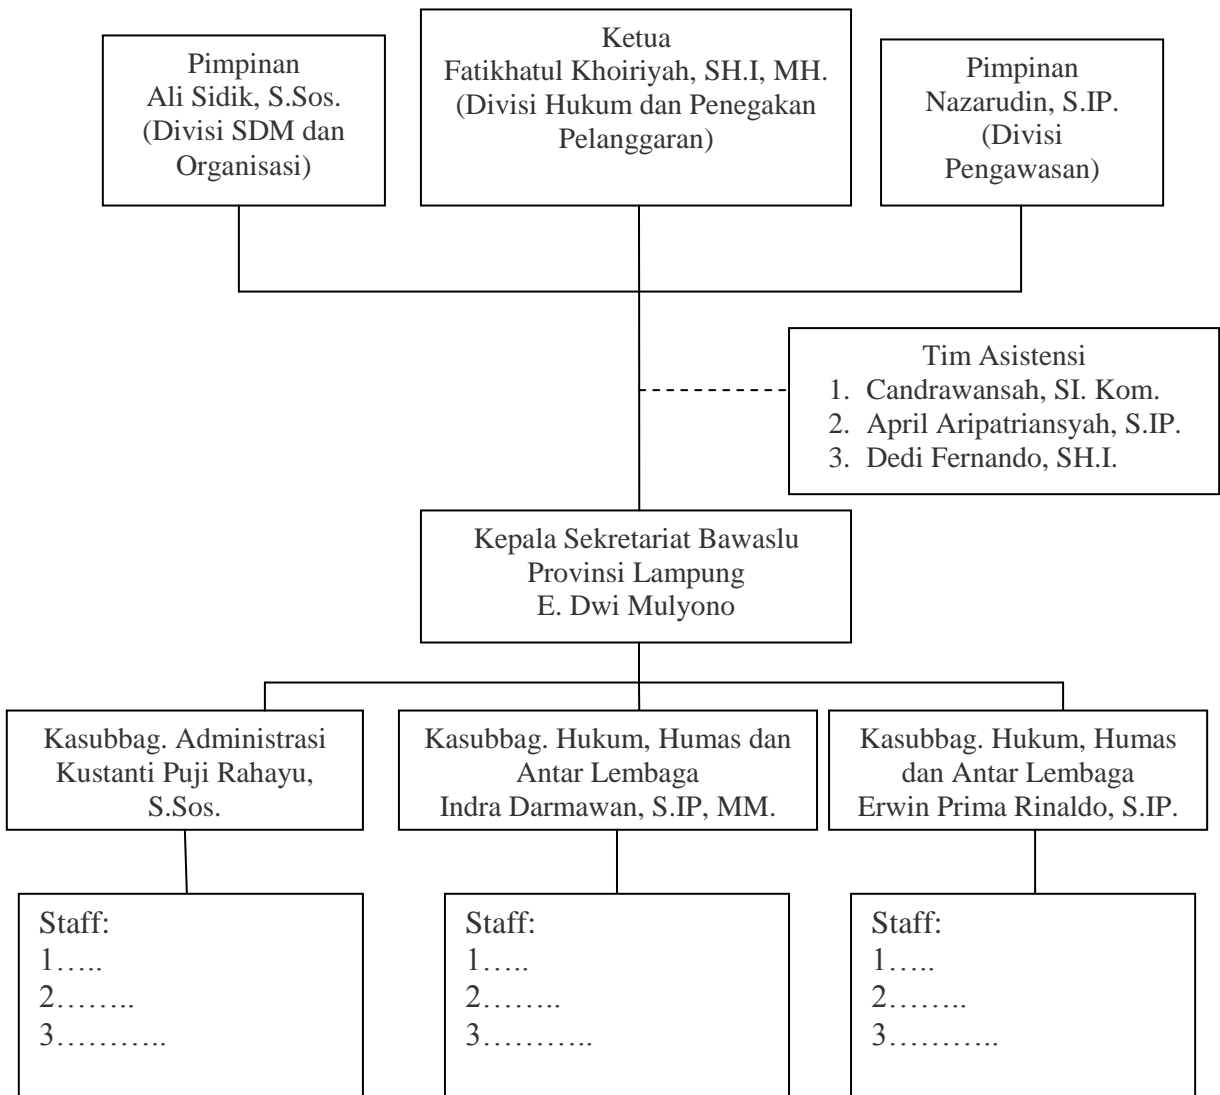 Pimpinan
Ali Sidik, S.Sos.
(Divisi SDM dan
Organisasi)
Ketua
Fatikhatul Khoiriyah, SH.I, MH.
(Divisi Hukum dan Penegakan
Pelanggaran)
Pimpinan
Nazarudin, S.IP.
(Divisi
Pengawasan)
Tim Asistensi
1. Candrawansah, SI. Kom.
2. April Aripatriansyah, S.IP.
3. Dedi Fernando, SH.I.
Kepala Sekretariat Bawaslu
Provinsi Lampung
E. Dwi Mulyono
Kasubbag. Administrasi
Kustanti Puji Rahayu,
S.Sos.
Kasubbag. Hukum, Humas dan
Antar Lembaga
Indra Darmawan, S.IP, MM.
Kasubbag. Hukum, Humas
dan Antar Lembaga
Erwin Prima Rinaldo, S.IP.
Staff:
1…..
2……..
3………..
Staff:
1…..
2……..
3………..
Staff:
1…..
2……..
3………..